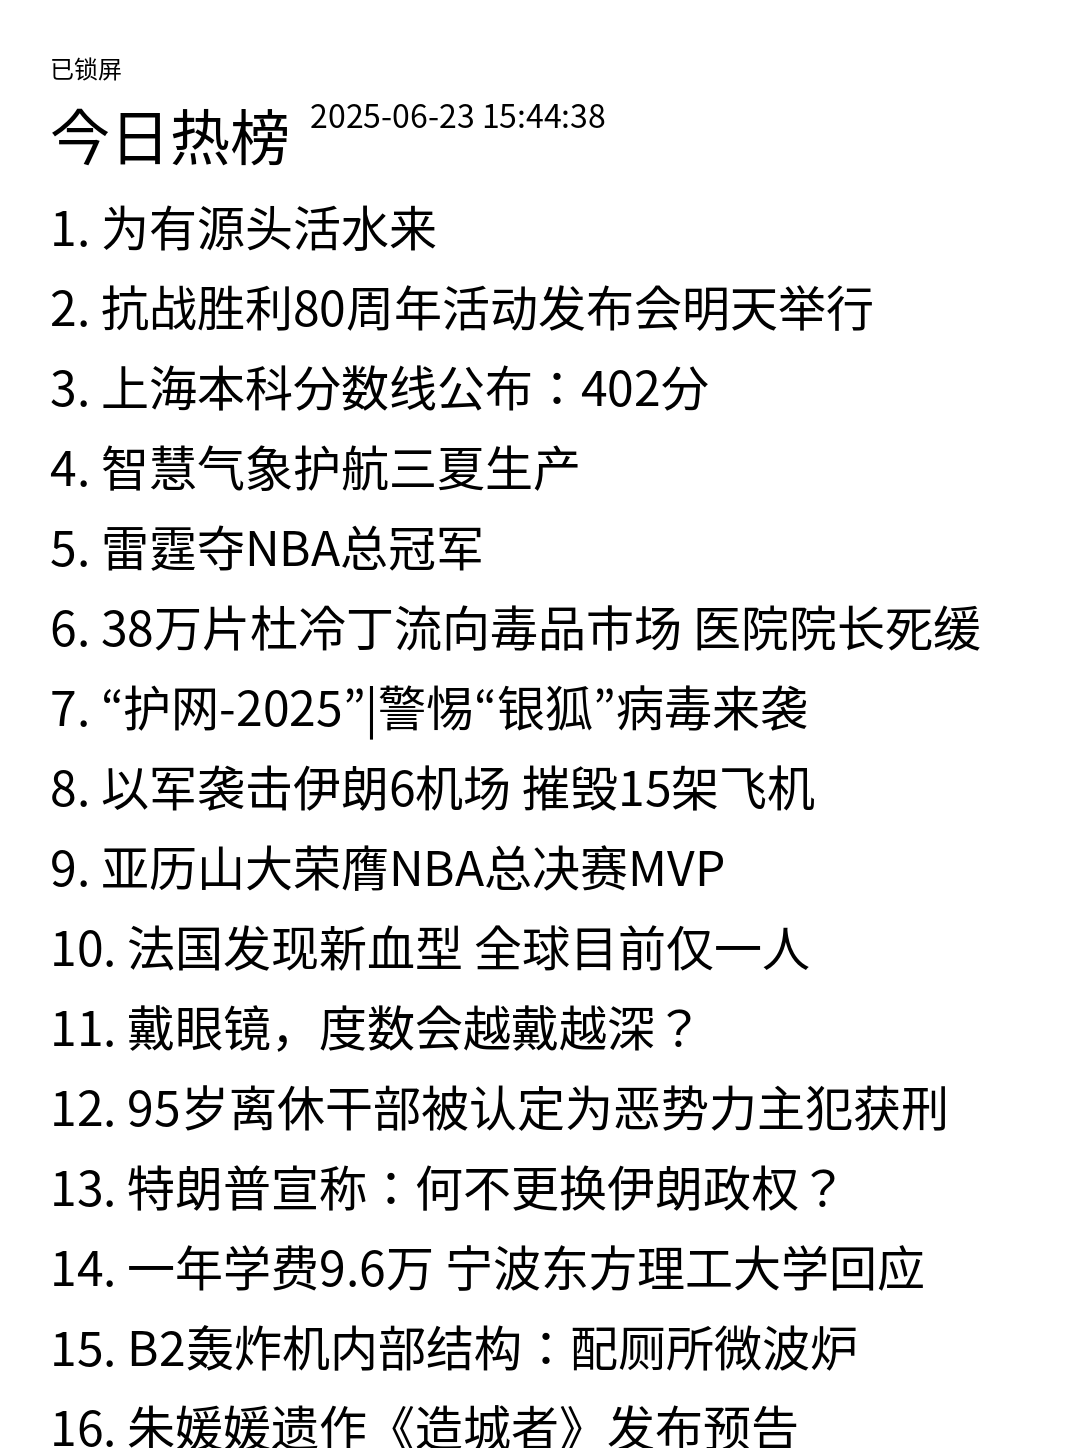 已锁屏
今日热榜 2025-06-23 15:44:38
1. 为有源头活水来
2. 抗战胜利80周年活动发布会明天举行
3. 上海本科分数线公布：402分
4. 智慧气象护航三夏生产
5. 雷霆夺NBA总冠军
6. 38万片杜冷丁流向毒品市场 医院院长死缓
7. “护网-2025”|警惕“银狐”病毒来袭
8. 以军袭击伊朗6机场 摧毁15架飞机
9. 亚历山大荣膺NBA总决赛MVP
10. 法国发现新血型 全球目前仅一人
11. 戴眼镜，度数会越戴越深？
12. 95岁离休干部被认定为恶势力主犯获刑
13. 特朗普宣称：何不更换伊朗政权？
14. 一年学费9.6万 宁波东方理工大学回应
15. B2轰炸机内部结构：配厕所微波炉
16. 朱媛媛遗作《造城者》发布预告